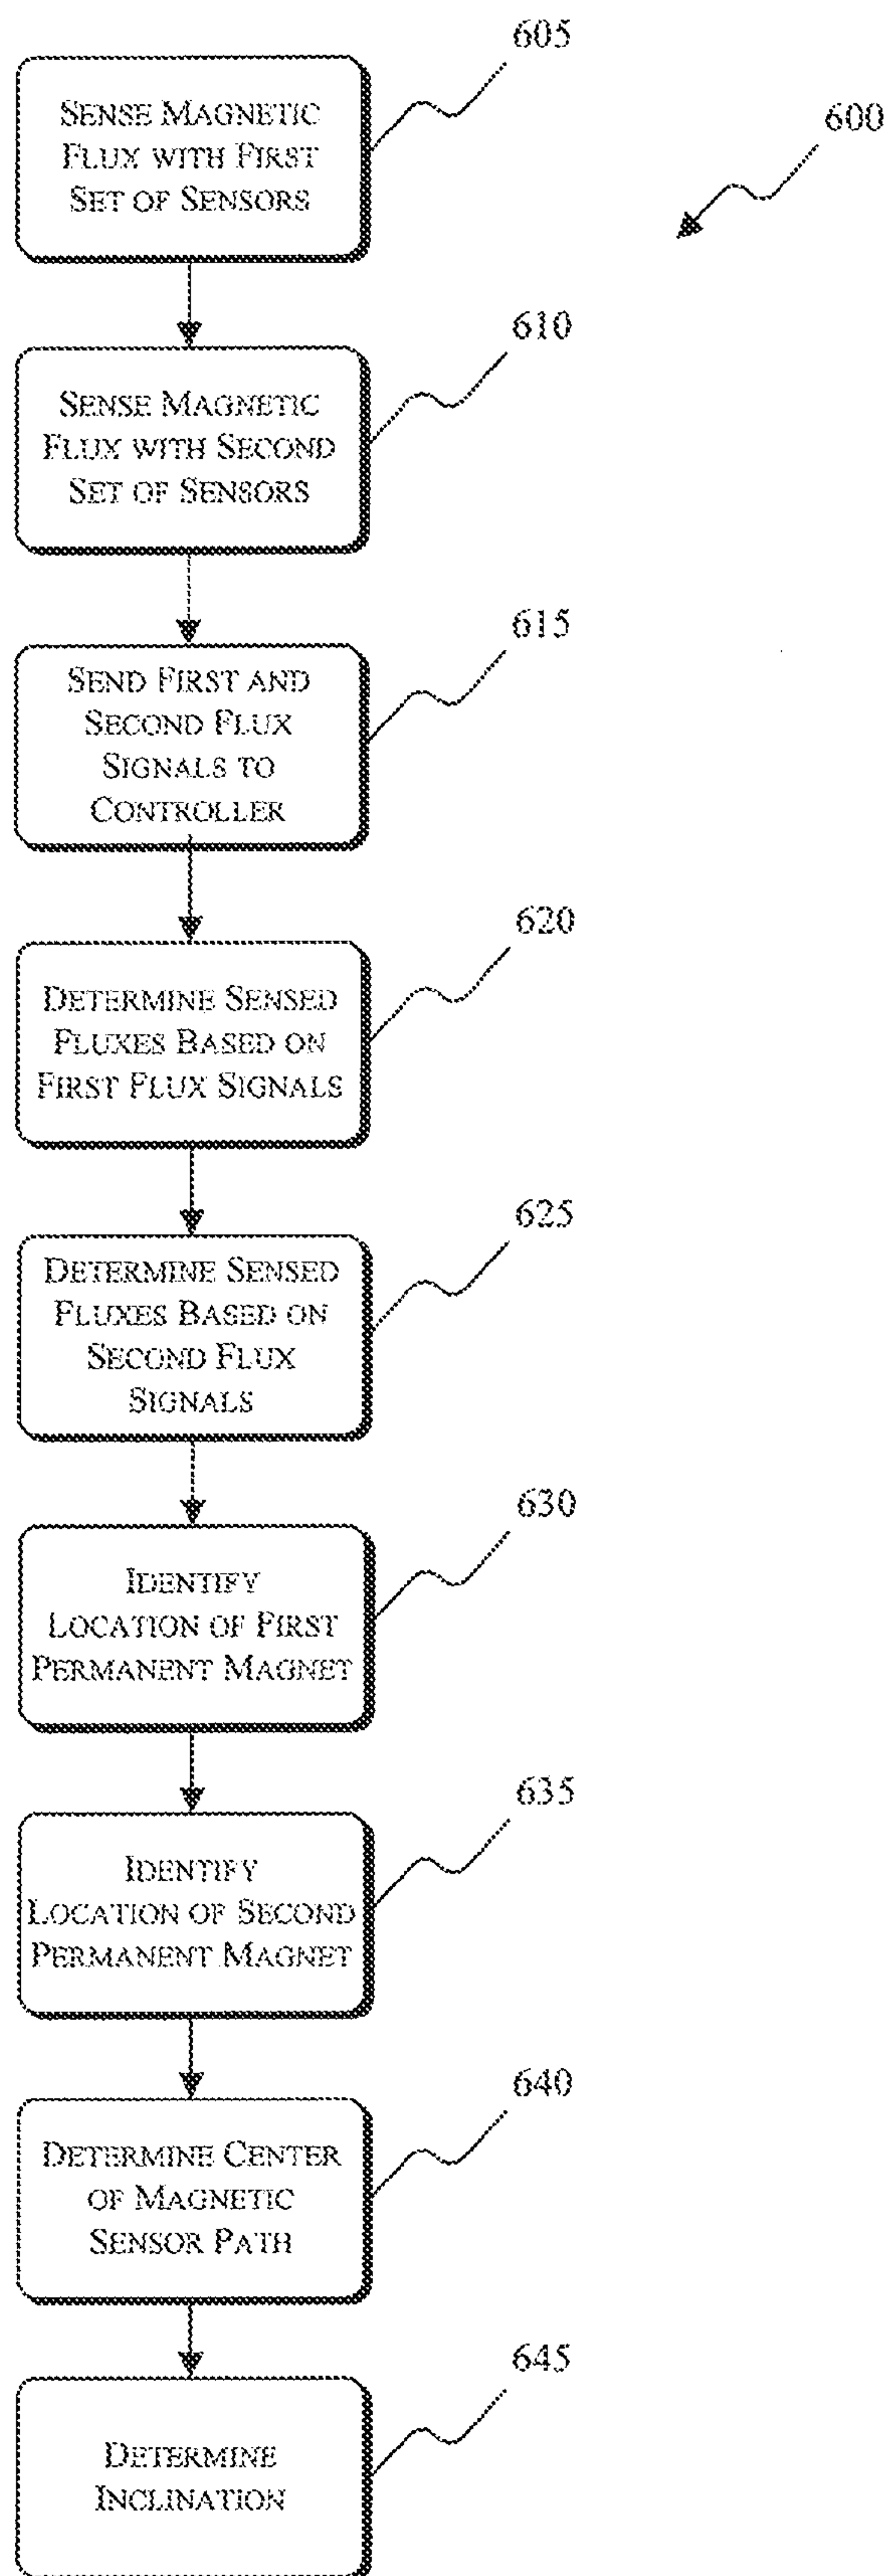 605
600
SENSE MAGNETIC
FLUX WITH FIRST
SET OF SENSORS
610
SENSE MAGNETIC
FLUX WITH SECOND
SET OF SENSORS
615
SEND FIRST AND
SECOND FLUX
SIGNALS TO
CONTROLLER
620
DETERMINE SENSED
FLUXES BASED ON
FIRST FLUX SIGNALS
625
DETERMINE SENSED
FLUXES BASED ON
SECOND FLUX
SIGNALS
630
IDENTIFY
LOCATION OF FIRST
PERMANENT MAGNET
635
IDENTIFY
LOCATION OF SECOND
PERMANENT MAGNET
640
DETERMINE CENTER
OF MAGNETIC
SENSOR PATH
645
DETERMINE
INCLINATION